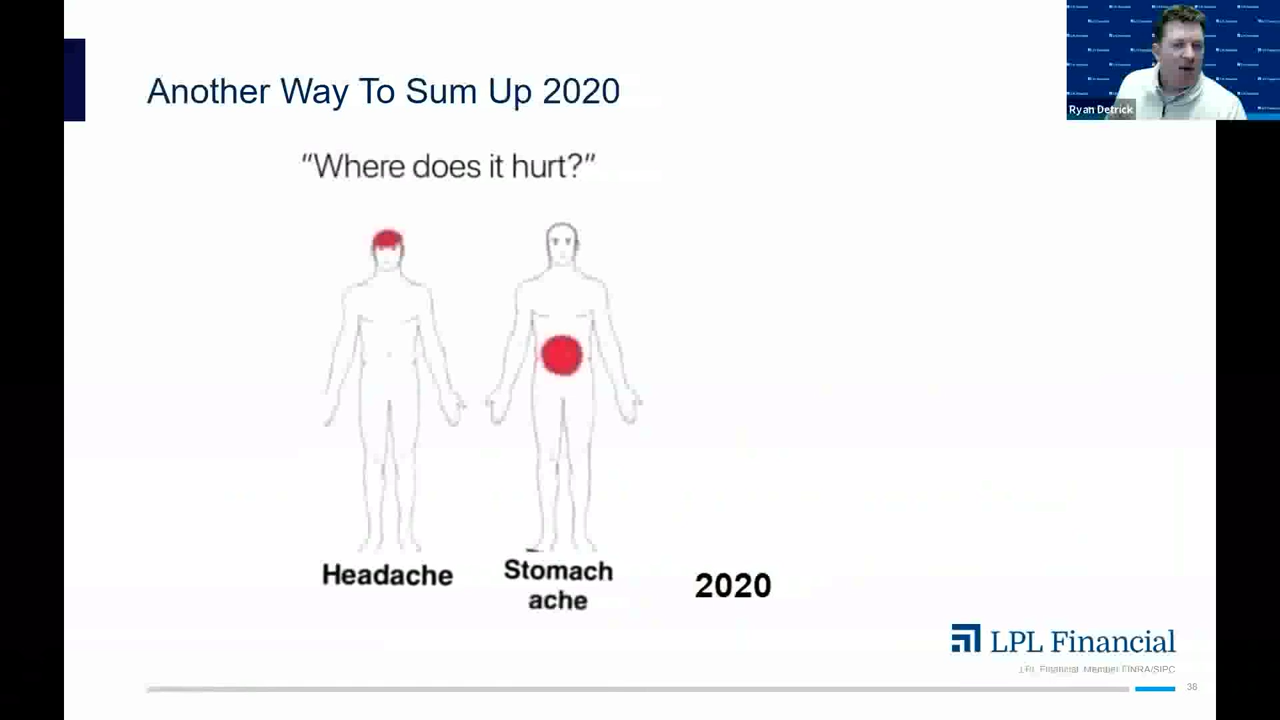 Another Way To Sum Up 2020
Ryan Detrick
“Where does it hurt?”
Headache
Stomach
ache
2020
LPL Financial
LPL Financial Member FINRA/SIPC
38